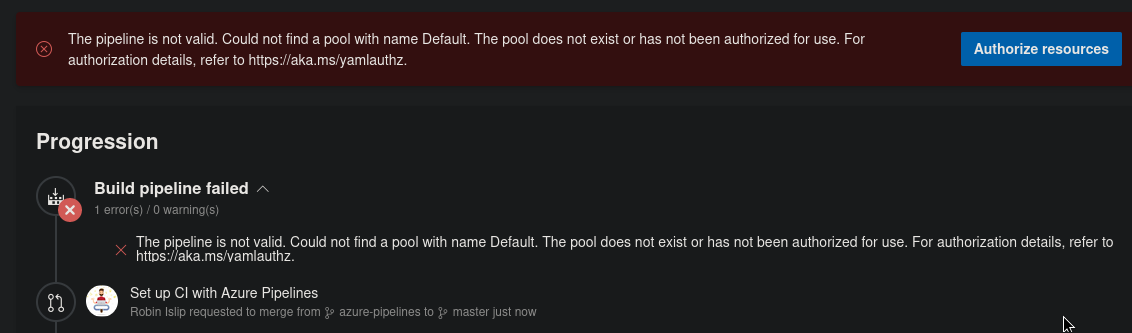 The pipeline is not valid. Could not find a pool with name Default. The pool does not exist or has not been authorized for use. For
authorization details, refer to https://aka.ms/yamlauthz.
Authorize resources
Progression
Build pipeline failed
1 error(s) / 0 warning(s)
The pipeline is not valid. Could not find a pool with name Default. The pool does not exist or has not been authorized for use. For authorization details, refer to
https://aka.ms/yamlauthz.
Set up CI with Azure Pipelines
Robin Islip requested to merge from azure-pipelines to master just now